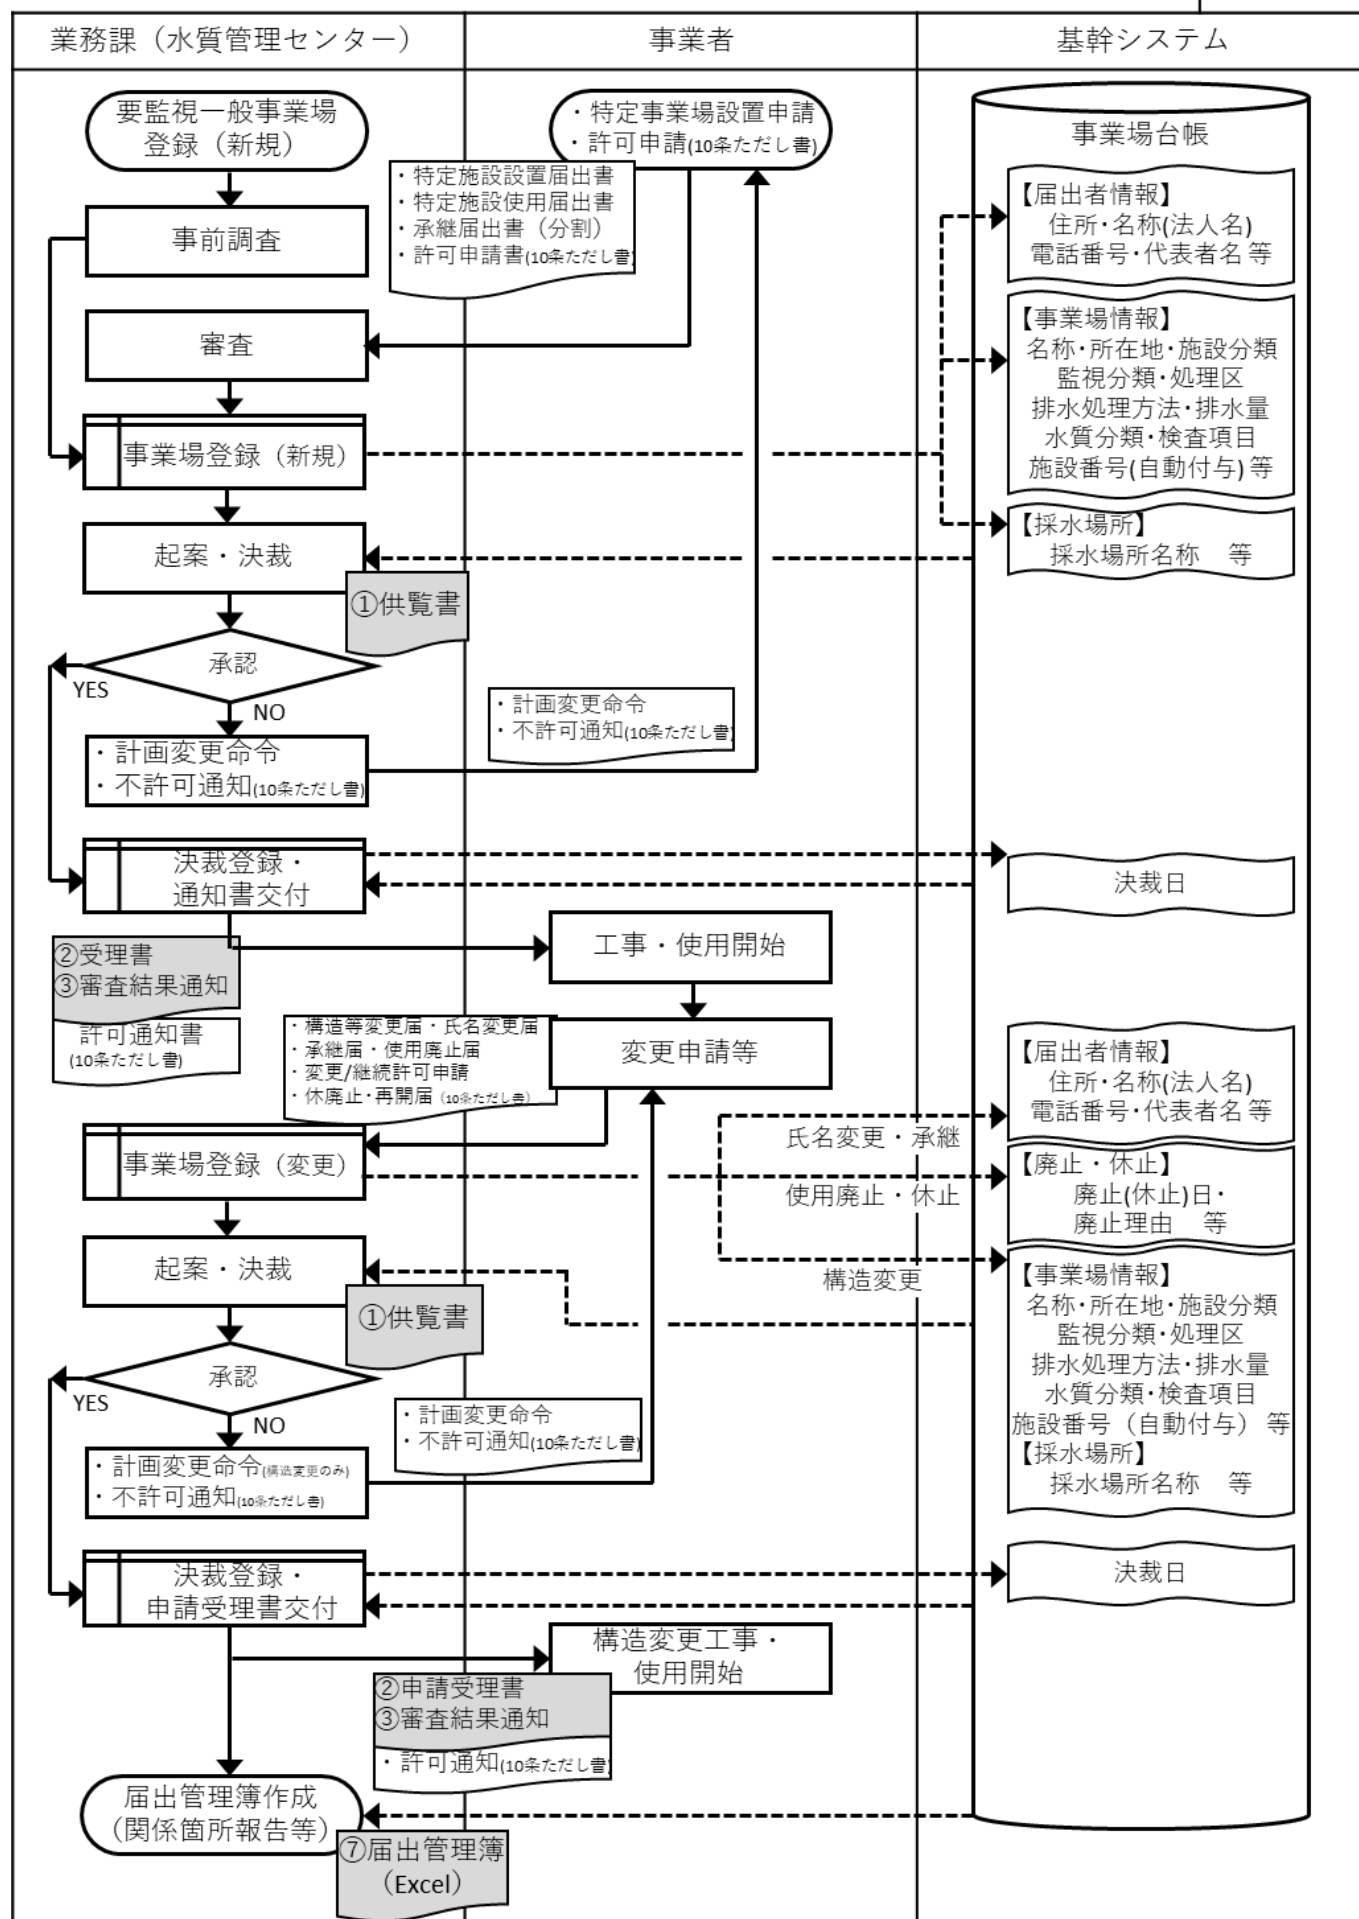 業務課（水質管理センター）
事業者
基幹システム
要監視一般事業場
登録（新規）
・特定事業場設置申請
・許可申請(10条ただし書)
事業場台帳
・特定施設設置届出書
・特定施設使用届出書
・承継届出書（分割）
・許可申請書(10条ただし書)
事前調査
【届出者情報】
住所・名称(法人名)
電話番号・代表者名 等
審査
【事業場情報】
名称・所在地・施設分類
監視分類・処理区
排水処理方法・排水量
水質分類・検査項目
施設番号(自動付与) 等
事業場登録（新規）
【採水場所】
採水場所名称　等
起案・決裁
①供覧書
承認
YES
NO
・計画変更命令
・不許可通知(10条ただし書)
・計画変更命令
・不許可通知(10条ただし書)
決裁登録・
通知書交付
決裁日
工事・使用開始
②受理書
③審査結果通知
許可通知書
(10条ただし書)
・構造等変更届・氏名変更届
・承継届・使用廃止届
・変更/継続許可申請
・休廃止・再開届（10条ただし書）
変更申請等
【届出者情報】
住所・名称(法人名)
電話番号・代表者名 等
氏名変更・承継
事業場登録（変更）
使用廃止・休止
【廃止・休止】
廃止(休止)日・
廃止理由　等
起案・決裁
構造変更
①供覧書
【事業場情報】
名称・所在地・施設分類
監視分類・処理区
排水処理方法・排水量
水質分類・検査項目
施設番号（自動付与）等
【採水場所】
採水場所名称　等
承認
YES
NO
・計画変更命令
・不許可通知(10条ただし書)
・計画変更命令(構造変更のみ)
・不許可通知(10条ただし書)
決裁登録・
申請受理書交付
決裁日
構造変更工事・
使用開始
②申請受理書
③審査結果通知
・許可通知(10条ただし書)
届出管理簿作成
（関係箇所報告等）
⑦届出管理簿
（Excel）